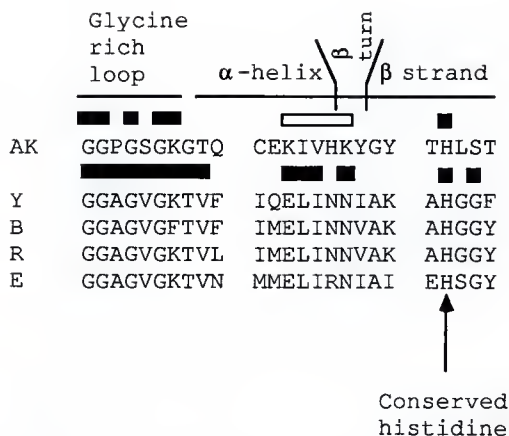 Glycine
rich
loop
α-helix
β
turn
β strand
AK GGPGSGKGTQ CEKIVHKYGY THLST
Y GGAGVGKTVF IQELINNIAK AHGGF
B GGAGVGFTVF IMELINNVAK AHGGY
R GGAGVGKTVL IMELINNVAK AHGGY
E GGAGVGKTVN MMELIRNIAI EHSGY
Conserved
histidine